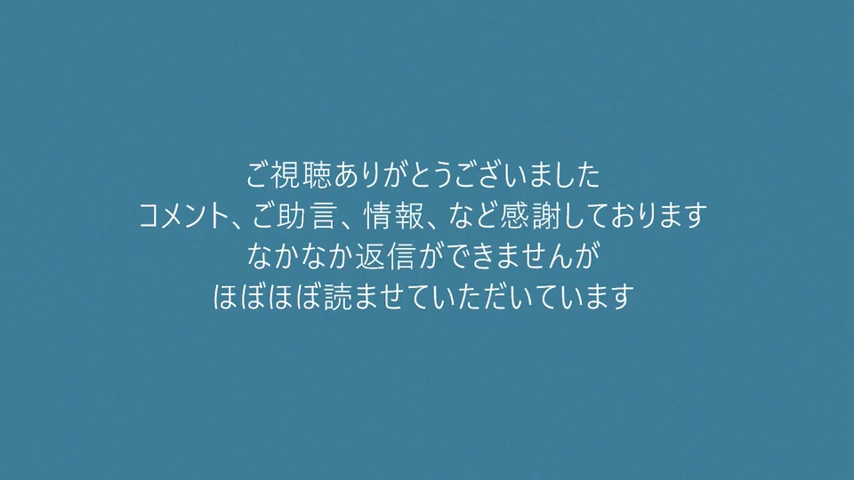 ご視聴ありがとうございました
コメント、ご助言、情報、など感謝しております
なかなか返信ができませんが
ほぼほぼ読ませていただいています